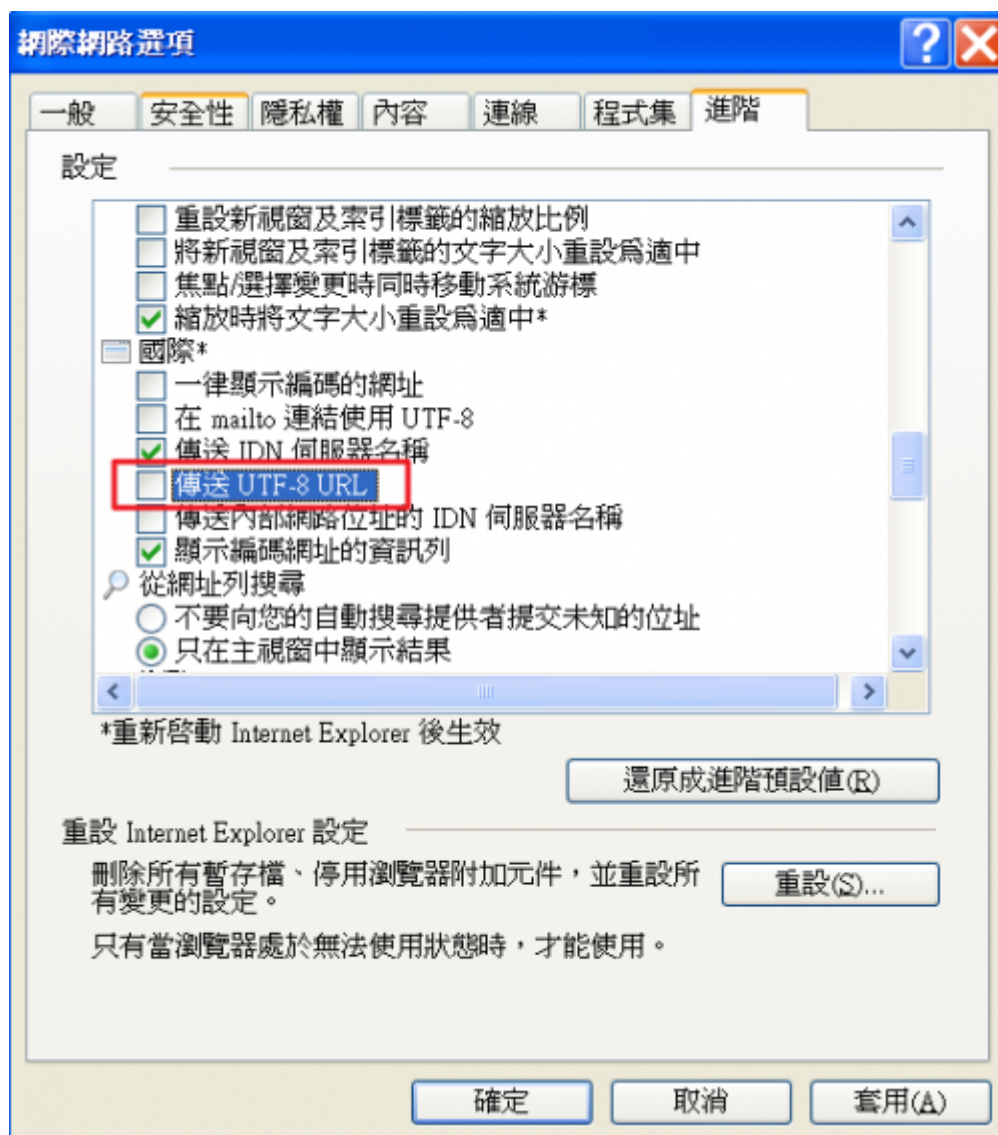 網際網路選項
一般 安全性 隱私權 內容 連線 程式集 進階
設定
重設新視窗及索引標籤的縮放比例
將新視窗及索引標籤的文字大小重設為適中
焦點/選擇變更時同時移動系統游標
縮放時將文字大小重設為適中*
國際*
一律顯示編碼的網址
在 mailto 連結使用 UTF-8
傳送 IDN 伺服器名稱
傳送 UTF-8 URL
傳送內部網路位址的 IDN 伺服器名稱
顯示編碼網址的資訊列
從網址列搜尋
不要向您的自動搜尋提供者提交未知的位址
只在主視窗中顯示結果
*重新啟動 Internet Explorer 後生效
還原成進階預設值(R)
重設 Internet Explorer 設定
刪除所有暫存檔、停用瀏覽器附加元件，並重設所
有變更的設定。
重設(S)...
只有當瀏覽器處於無法使用狀態時，才能使用。
確定 取消 套用(A)